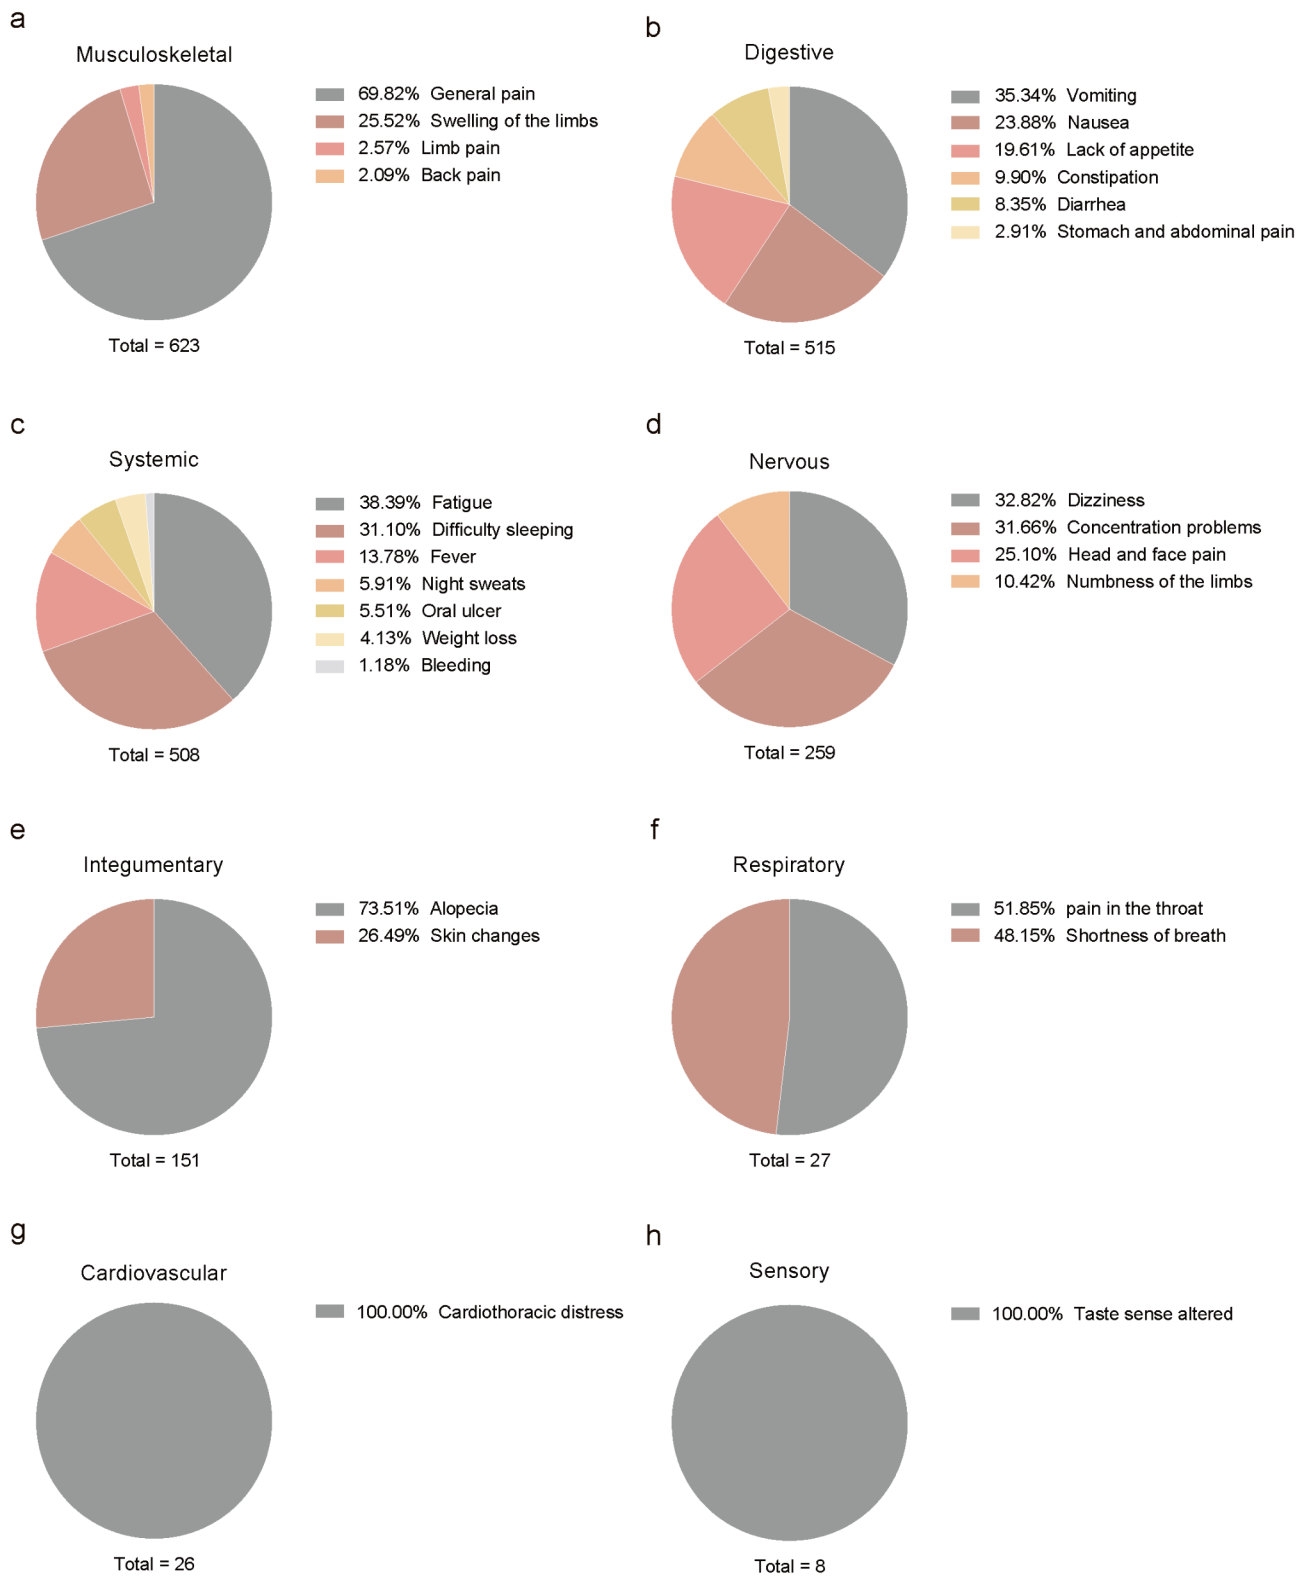 a
Musculoskeletal
69.82% General pain
25.52% Swelling of the limbs
2.57% Limb pain
2.09% Back pain
Total = 623
b
Digestive
35.34% Vomiting
23.88% Nausea
19.61% Lack of appetite
9.90% Constipation
8.35% Diarrhea
2.91% Stomach and abdominal pain
Total = 515
c
Systemic
38.39% Fatigue
31.10% Difficulty sleeping
13.78% Fever
5.91% Night sweats
5.51% Oral ulcer
4.13% Weight loss
1.18% Bleeding
Total = 508
d
Nervous
32.82% Dizziness
31.66% Concentration problems
25.10% Head and face pain
10.42% Numbness of the limbs
Total = 259
e
Integumentary
73.51% Alopecia
26.49% Skin changes
Total = 151
f
Respiratory
51.85% pain in the throat
48.15% Shortness of breath
Total = 27
g
Cardiovascular
100.00% Cardiothoracic distress
Total = 26
h
Sensory
100.00% Taste sense altered
Total = 8